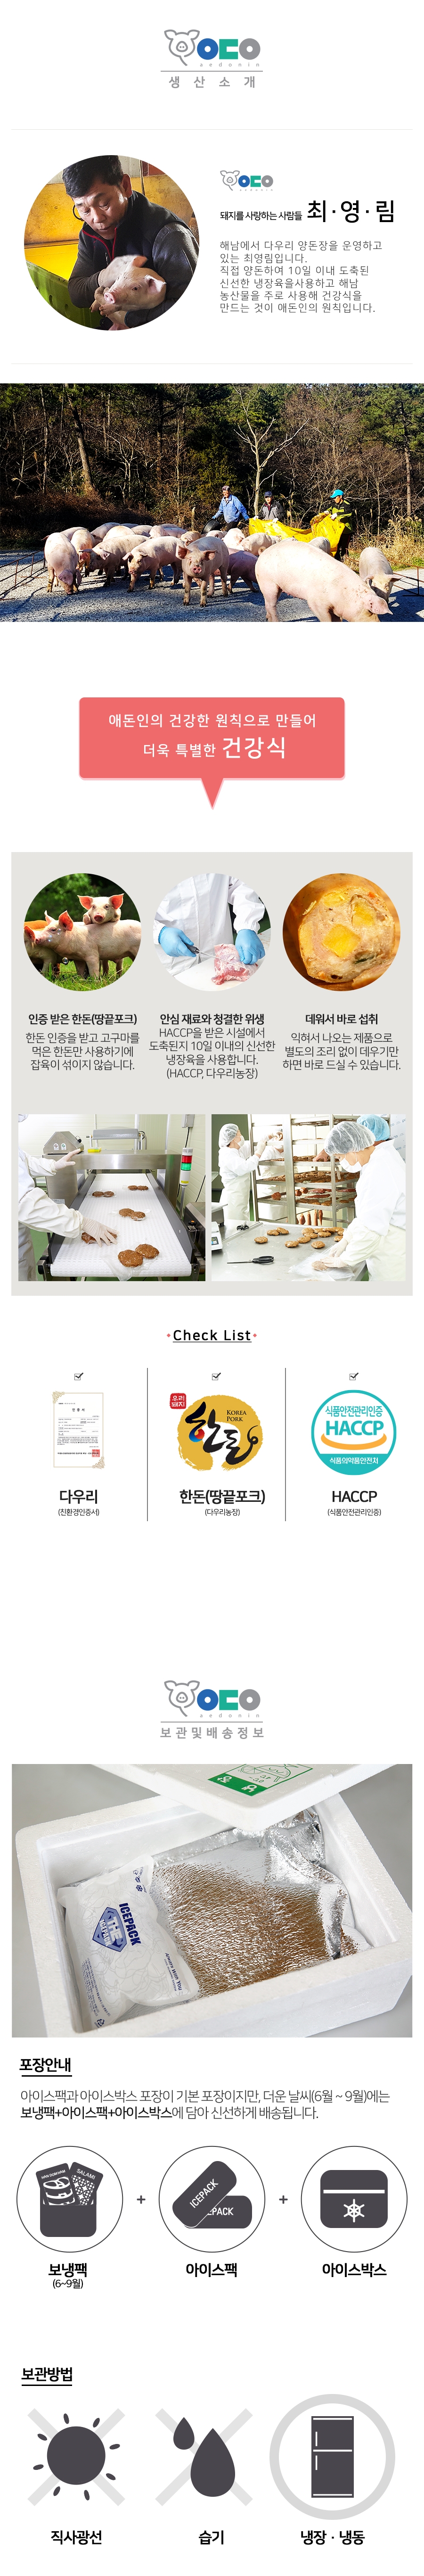 aedonin
생산소개
돼지를 사랑하는 사람들 최·영·림
해남에서 다우리 양돈장을 운영하고
있는 최영림입니다.
직접 양돈하여 10일 이내 도축된
신선한 냉장육을사용하고 해남
농산물을 주로 사용해 건강식을
만드는 것이 애돈인의 원칙입니다.
애돈인의 건강한 원칙으로 만들어
더욱 특별한 건강식
인증 받은 한돈(땅끝포크)
한돈 인증을 받고 고구마를
먹은 한돈만 사용하기에
잡육이 섞이지 않습니다.
안심 재료와 청결한 위생
HACCP을 받은 시설에서
도축된지 10일 이내의 신선한
냉장육을 사용합니다.
(HACCP, 다우리농장)
데워서 바로 섭취
익혀서 나오는 제품으로
별도의 조리 없이 데우기만
하면 바로 드실 수 있습니다.
Check List
다우리
(친환경인증서)
우리
돼지
KOREA
PORK
한돈
한돈(땅끝포크)
(다우리농장)
식품안전관리인증
HACCP
식품의약품안전처
HACCP
(식품안전관리인증)
aedonin
보관및배송정보
ICEPACK
포장안내
아이스팩과 아이스박스 포장이 기본 포장이지만, 더운 날씨(6월 ~ 9월)에는
보냉팩+아이스팩+아이스박스에 담아 신선하게 배송됩니다.
SALAMI
+
ICEPACK
PACK
+
보냉팩
(6~9월)
아이스팩
아이스박스
보관방법
직사광선
습기
냉장 · 냉동